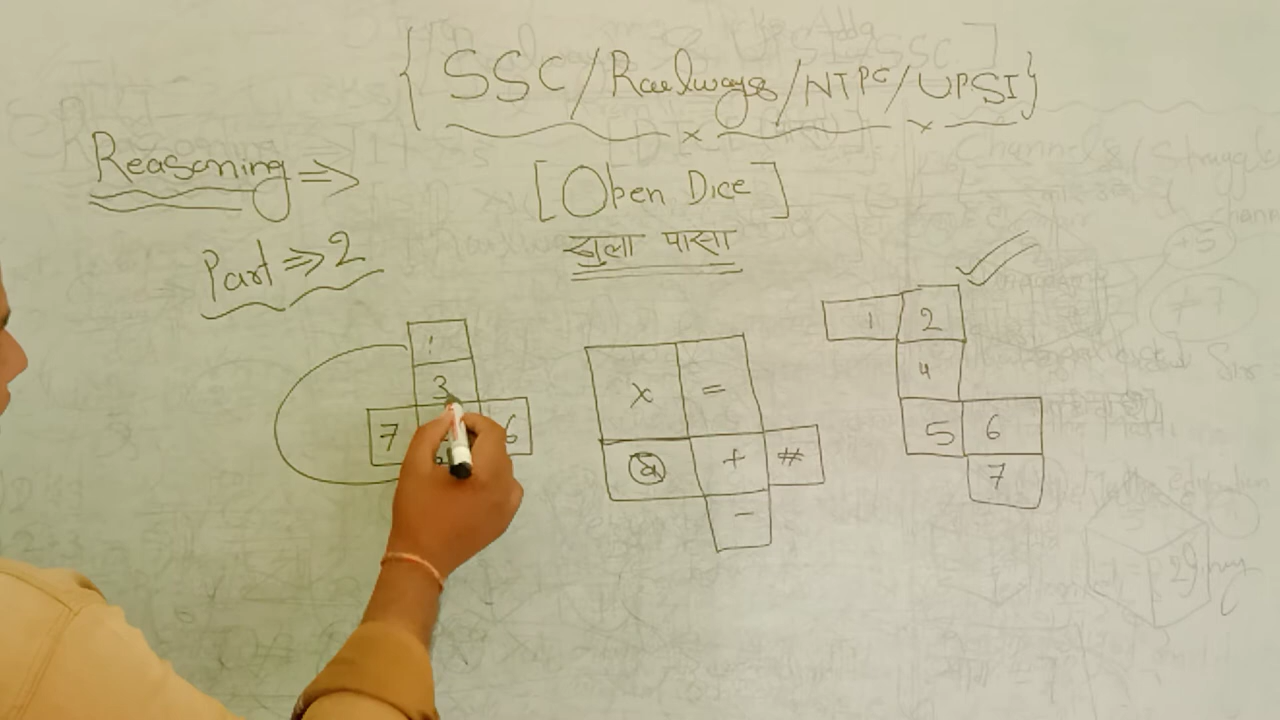 {SSC/Railways/NTPC/UPSI}
Reasoning ⇒ [Open Dice]
Part ⇒ 2 खुला पासा
1
3
7 6
x =
@ + #
-
1 2
4
5 6
7